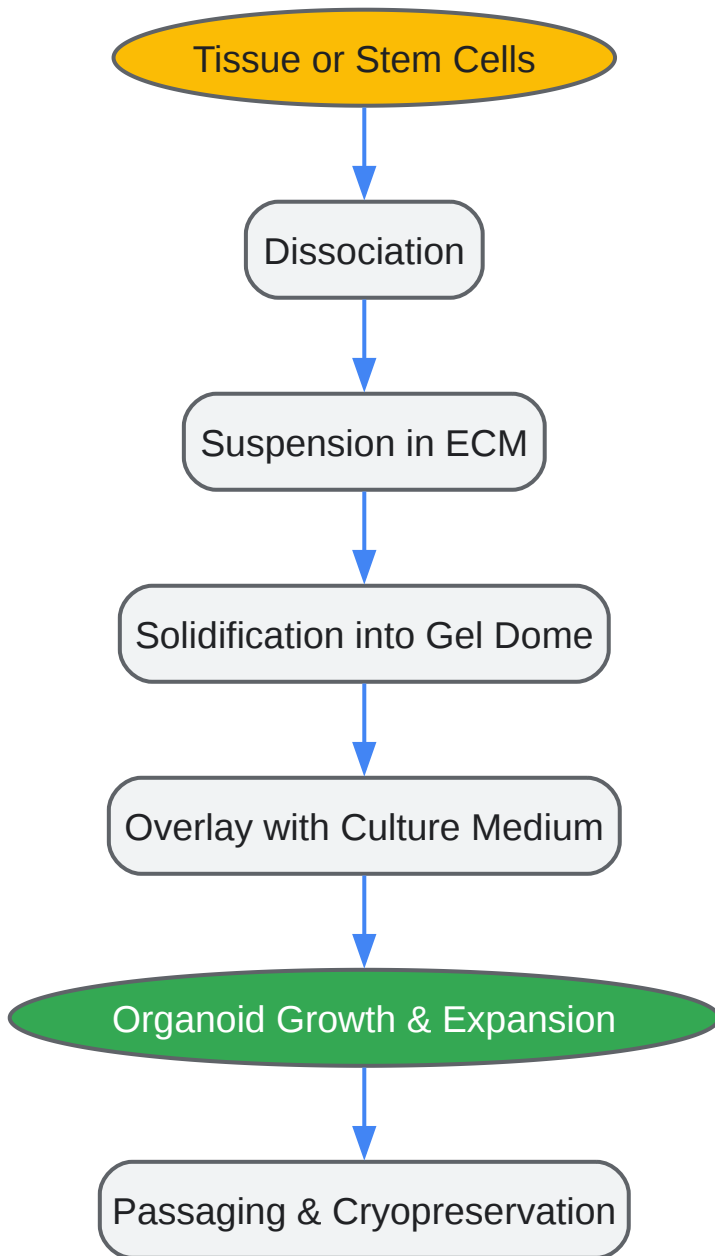 Tissue or Stem Cells
Dissociation
Suspension in ECM
Solidification into Gel Dome
Overlay with Culture Medium
Organoid Growth & Expansion
Passaging & Cryopreservation